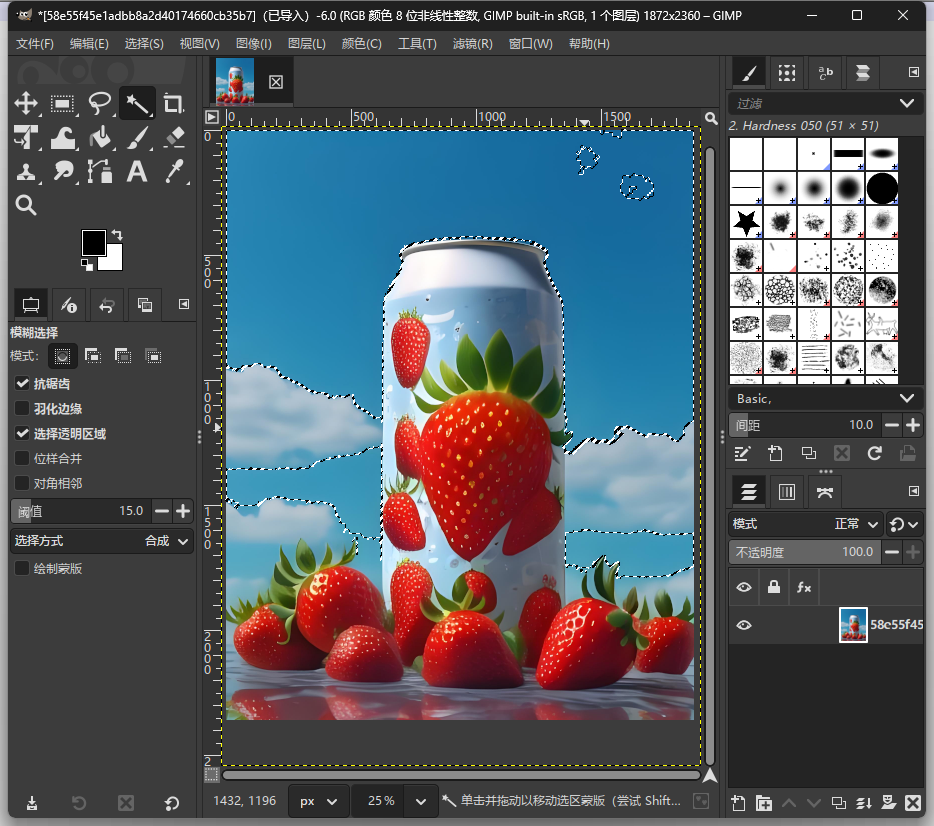 *[58e55f45e1adbb8a2d40174660cb35b7]（已导入）-6.0 (RGB 颜色 8 位非线性整数, GIMP built-in sRGB, 1 个图层) 1872x2360 – GIMP
文件(F) 编辑(E) 选择(S) 视图(V) 图像(I) 图层(L) 颜色(C) 工具(T) 滤镜(R) 窗口(W) 帮助(H)
0 500 1000 1500
0
500
1000
1500
2000
2
过滤
2. Hardness 050 (51 × 51)
Basic,
间距 10.0
模糊选择
模式:
抗锯齿
羽化边缘
选择透明区域
位样合并
对角相邻
阈值 15.0
选择方式 合成
绘制蒙版
模式 正常
不透明度 100.0
fx
58e55f45
1432, 1196 px 25% 单击并拖动以移动选区蒙版（尝试 Shift...